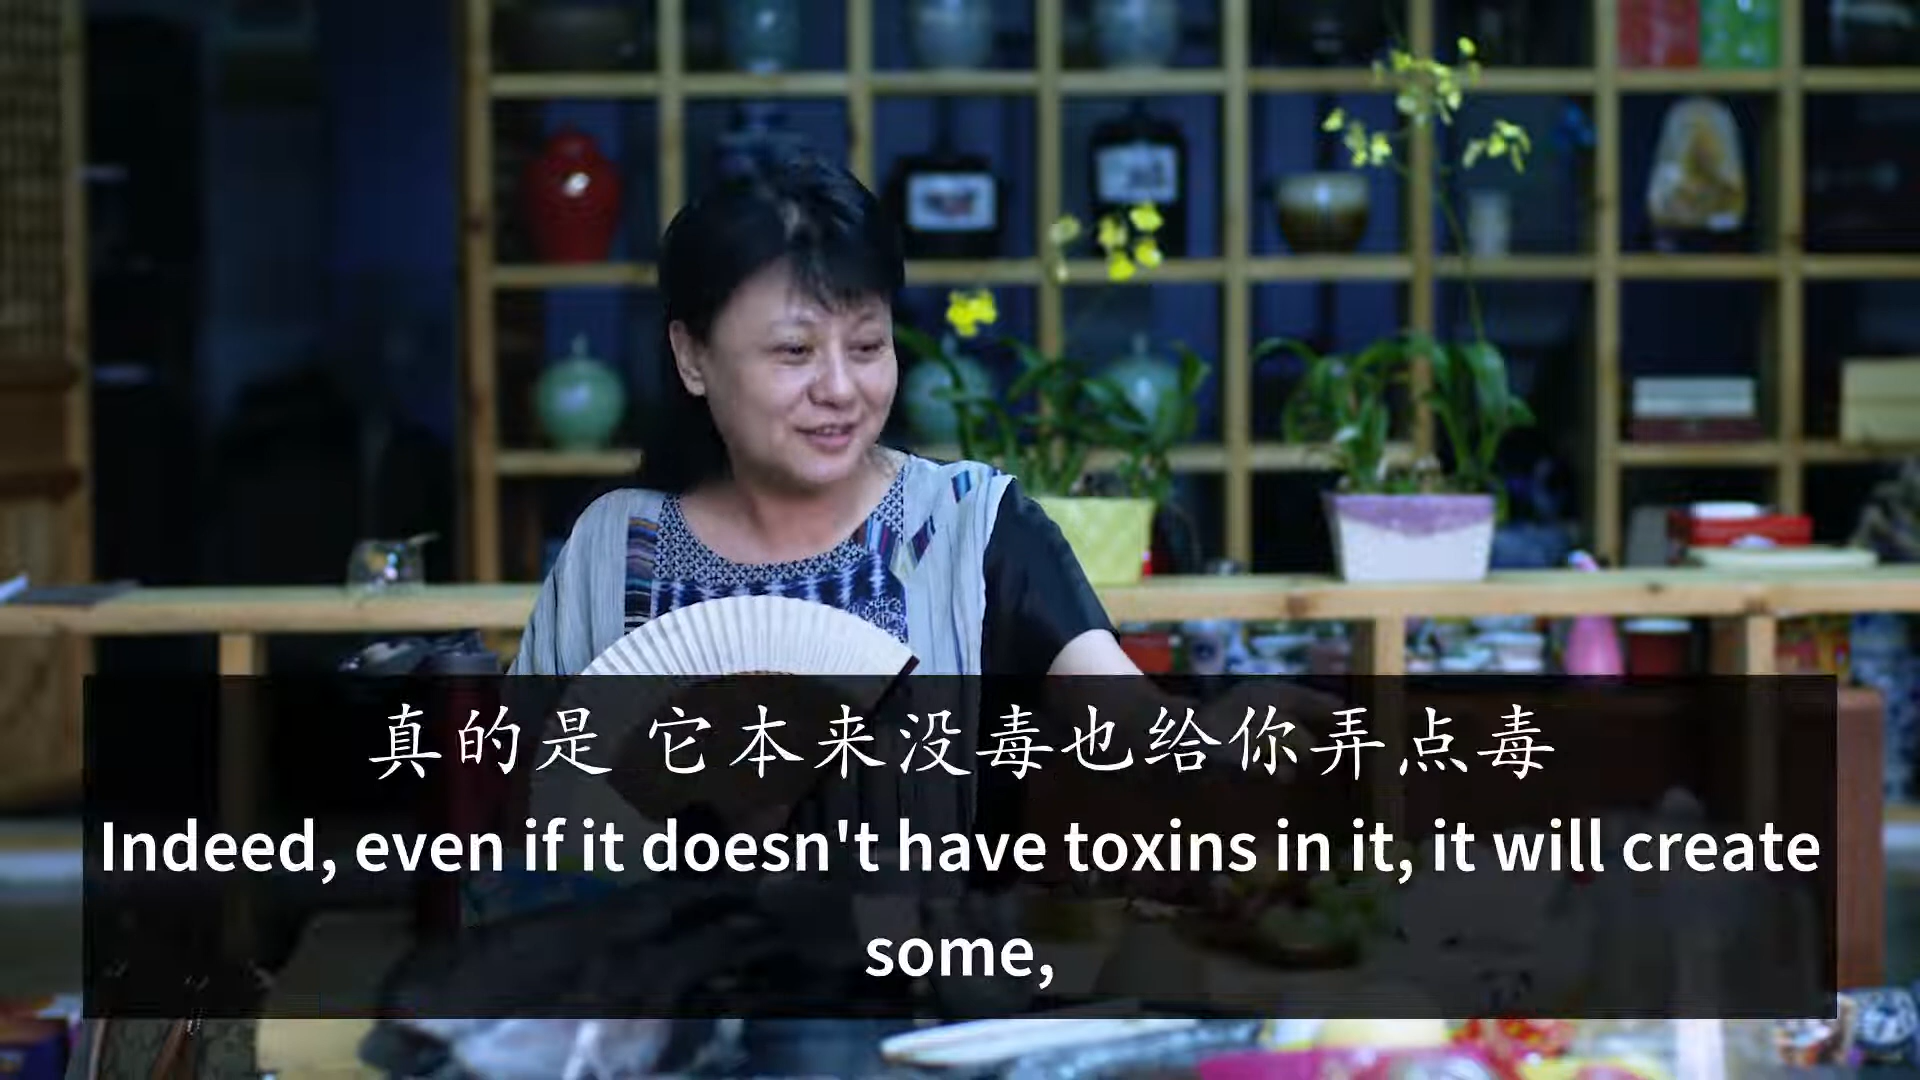 真的是 它本来没毒也给你弄点毒
Indeed, even if it doesn't have toxins in it, it will create
some,